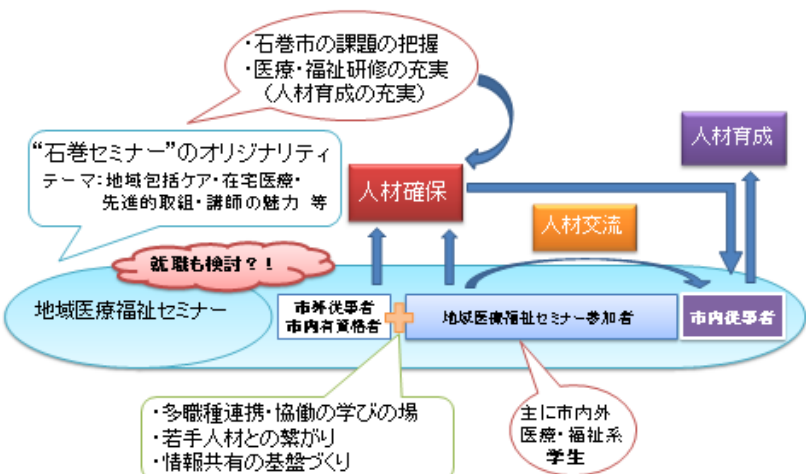 ・石巻市の課題の把握
・医療・福祉研修の充実
（人材育成の充実）
“石巻セミナー”のオリジナリティ
テーマ：地域包括ケア・在宅医療・
先進的取組・講師の魅力 等
人材確保
人材育成
人材交流
就職も検討？！
地域医療福祉セミナー
市外従事者
市内有資格者
地域医療福祉セミナー参加者
市内従事者
・多職種連携・協働の学びの場
・若手人材との繋がり
・情報共有の基盤づくり
主に市内外
医療・福祉系
学生